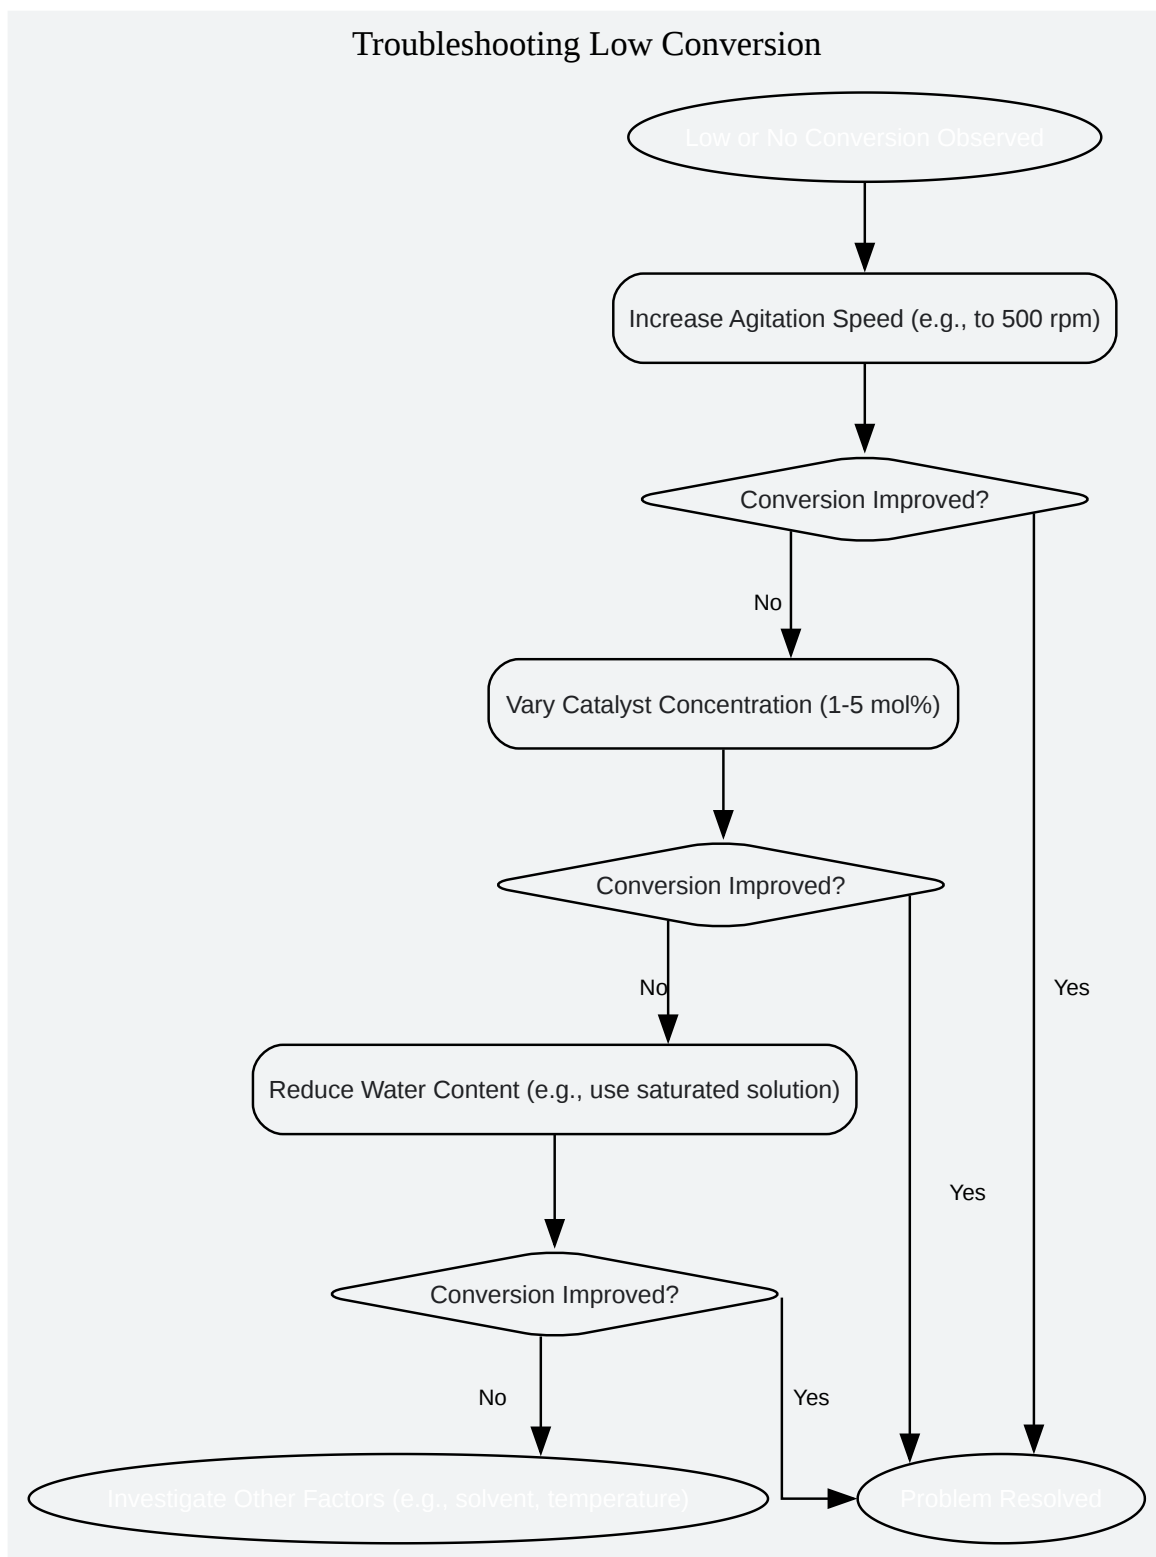 Troubleshooting Low Conversion
Low or No Conversion Observed
Increase Agitation Speed (e.g., to 500 rpm)
Conversion Improved?
No
Vary Catalyst Concentration (1-5 mol%)
Conversion Improved?
No
Yes
Reduce Water Content (e.g., use saturated solution)
Yes
Conversion Improved?
No
Yes
Investigate Other Factors (e.g., solvent, temperature)
Problem Resolved